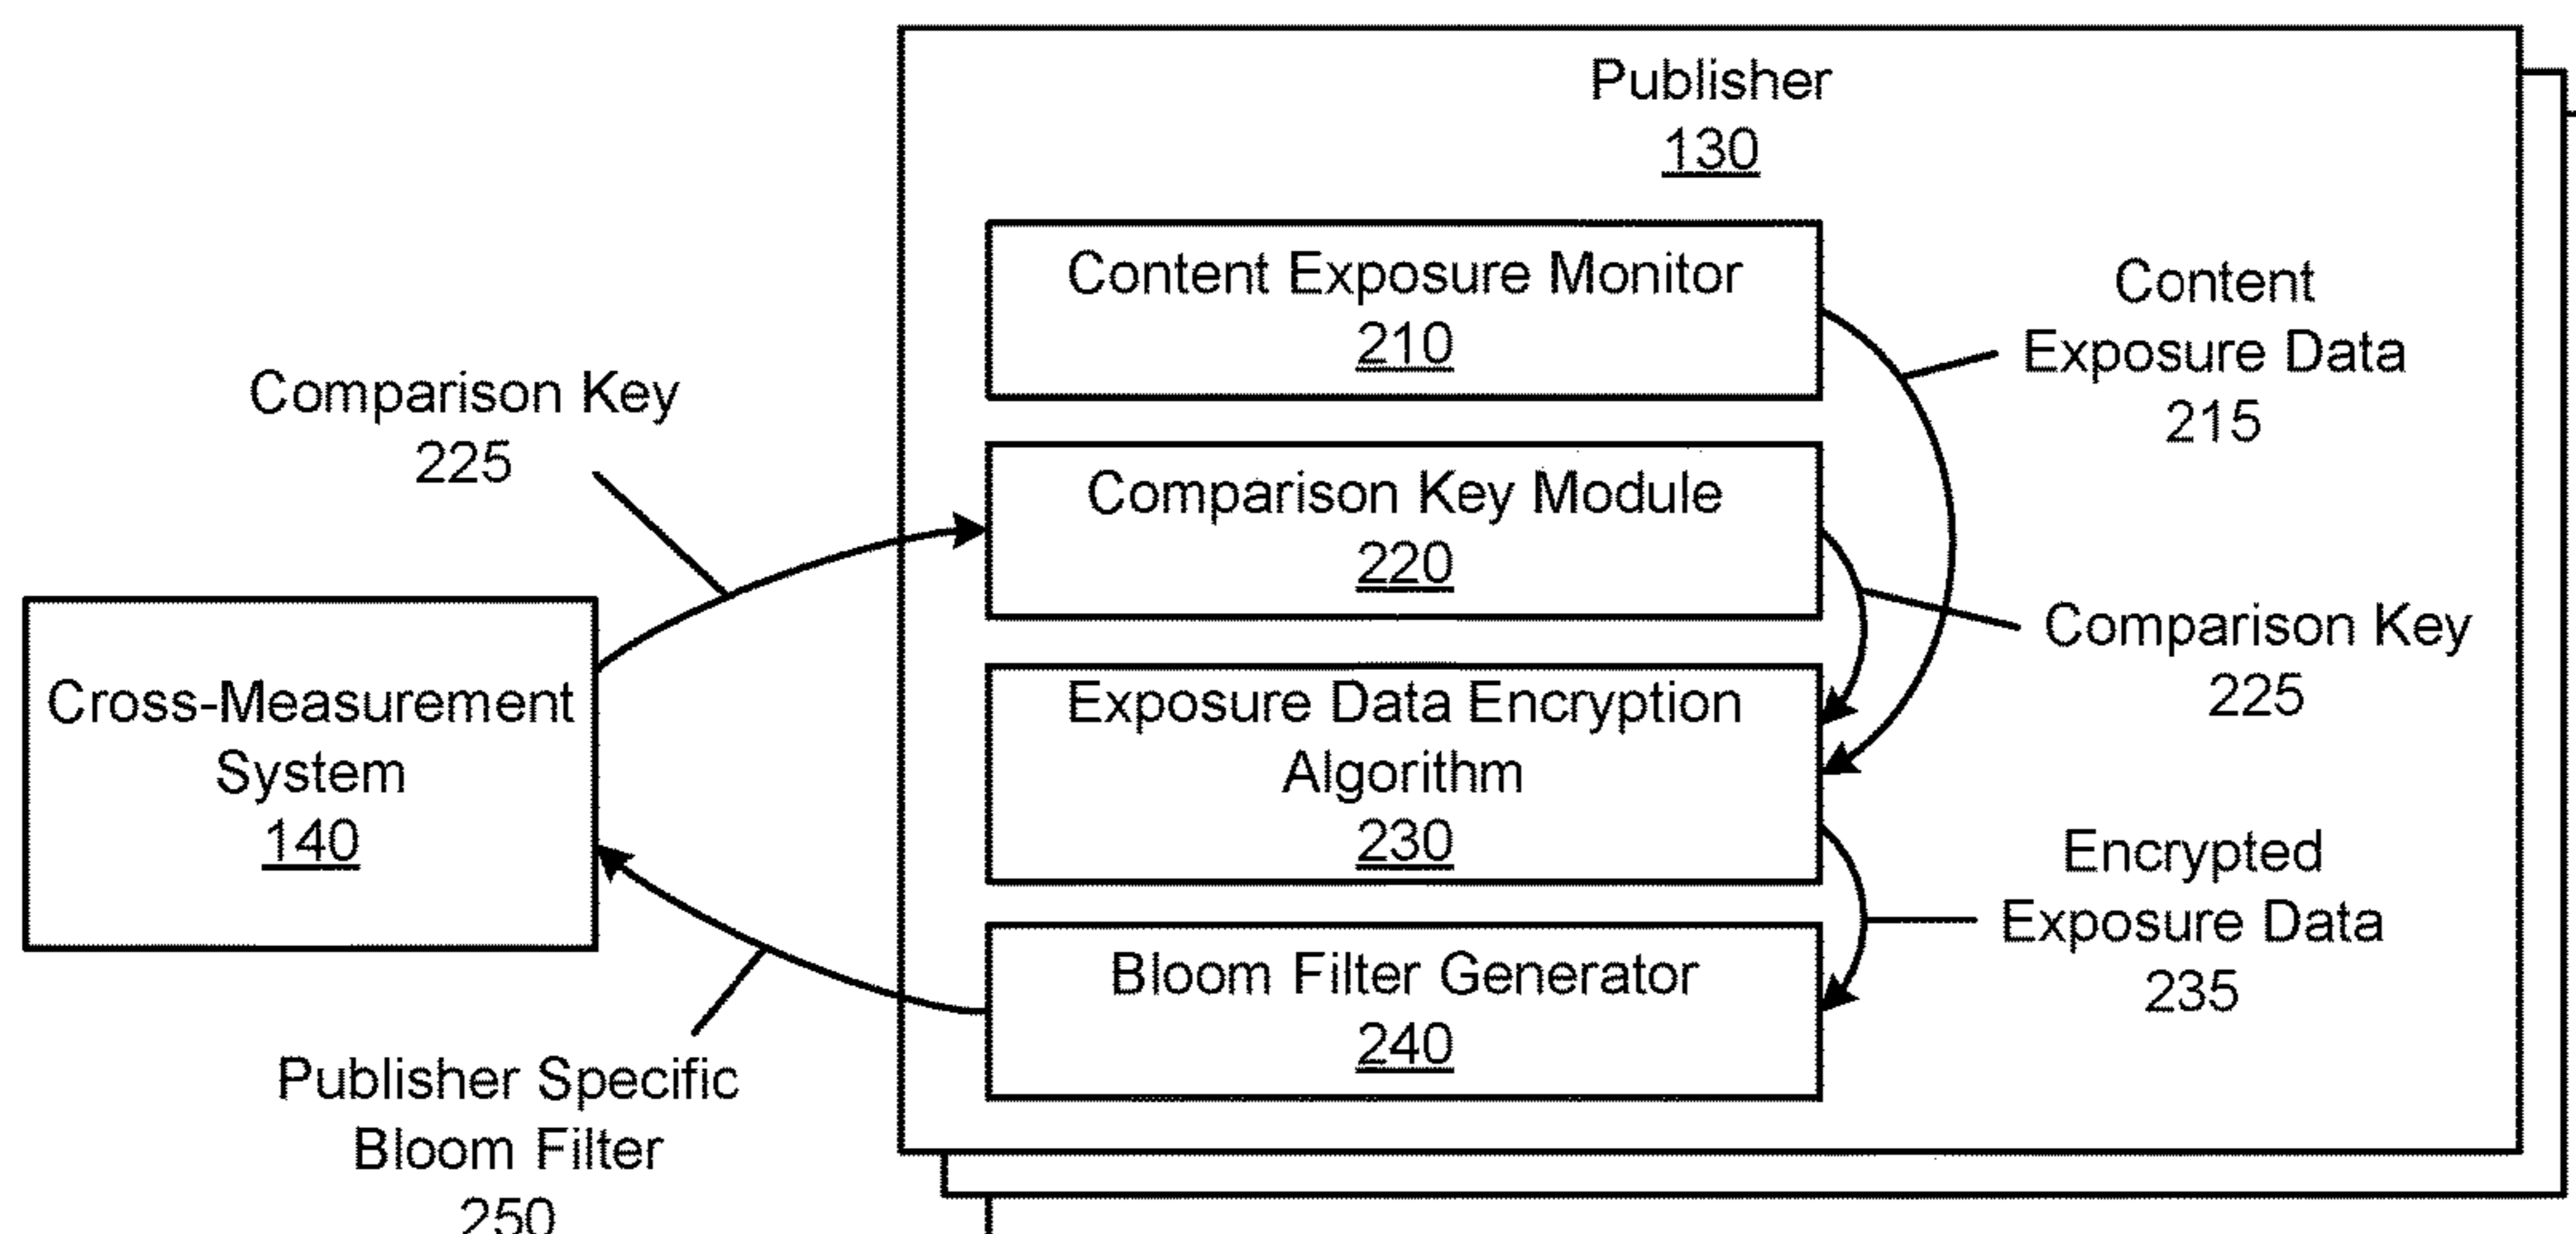 Publisher
130
Content Exposure Monitor
210
Content
Exposure Data
215
Comparison Key
225
Comparison Key Module
220
Comparison Key
225
Cross-Measurement
System
140
Exposure Data Encryption
Algorithm
230
Encrypted
Exposure Data
235
Bloom Filter Generator
240
Publisher Specific
Bloom Filter
250